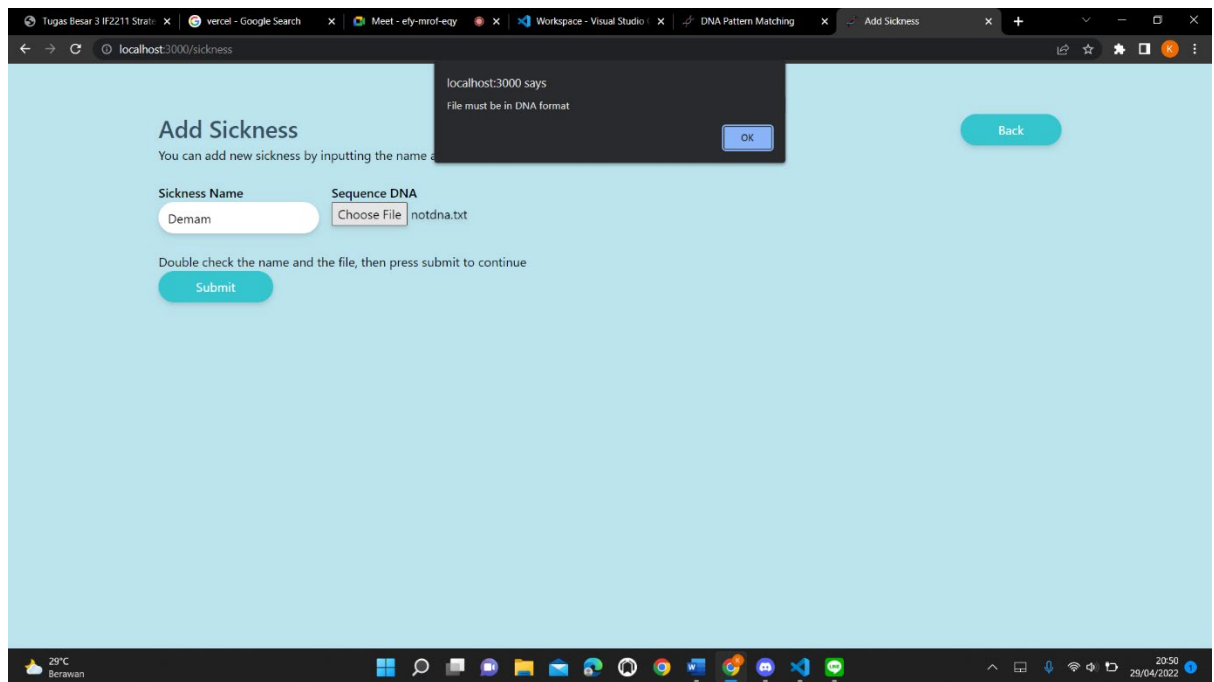 Tugas Besar 3 IF2211 Strate
vercel - Google Search
Meet - efy-mrof-eqy
Workspace - Visual Studio
DNA Pattern Matching
Add Sickness
localhost:3000/sickness
K
localhost:3000 says
File must be in DNA format
OK
Add Sickness
Back
You can add new sickness by inputting the name
Sickness Name
Sequence DNA
Demam
Choose File notdna.txt
Double check the name and the file, then press submit to continue
Submit
29°C
Berawan
20:50
29/04/2022
1